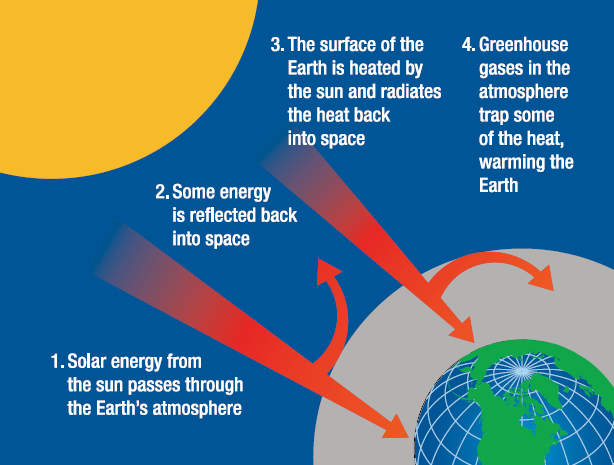 1. Solar energy from
the sun passes through
the Earth's atmosphere
2. Some energy
is reflected back
into space
3. The surface of the
Earth is heated by
the sun and radiates
the heat back
into space
4. Greenhouse
gases in the
atmosphere
trap some
of the heat,
warming the
Earth